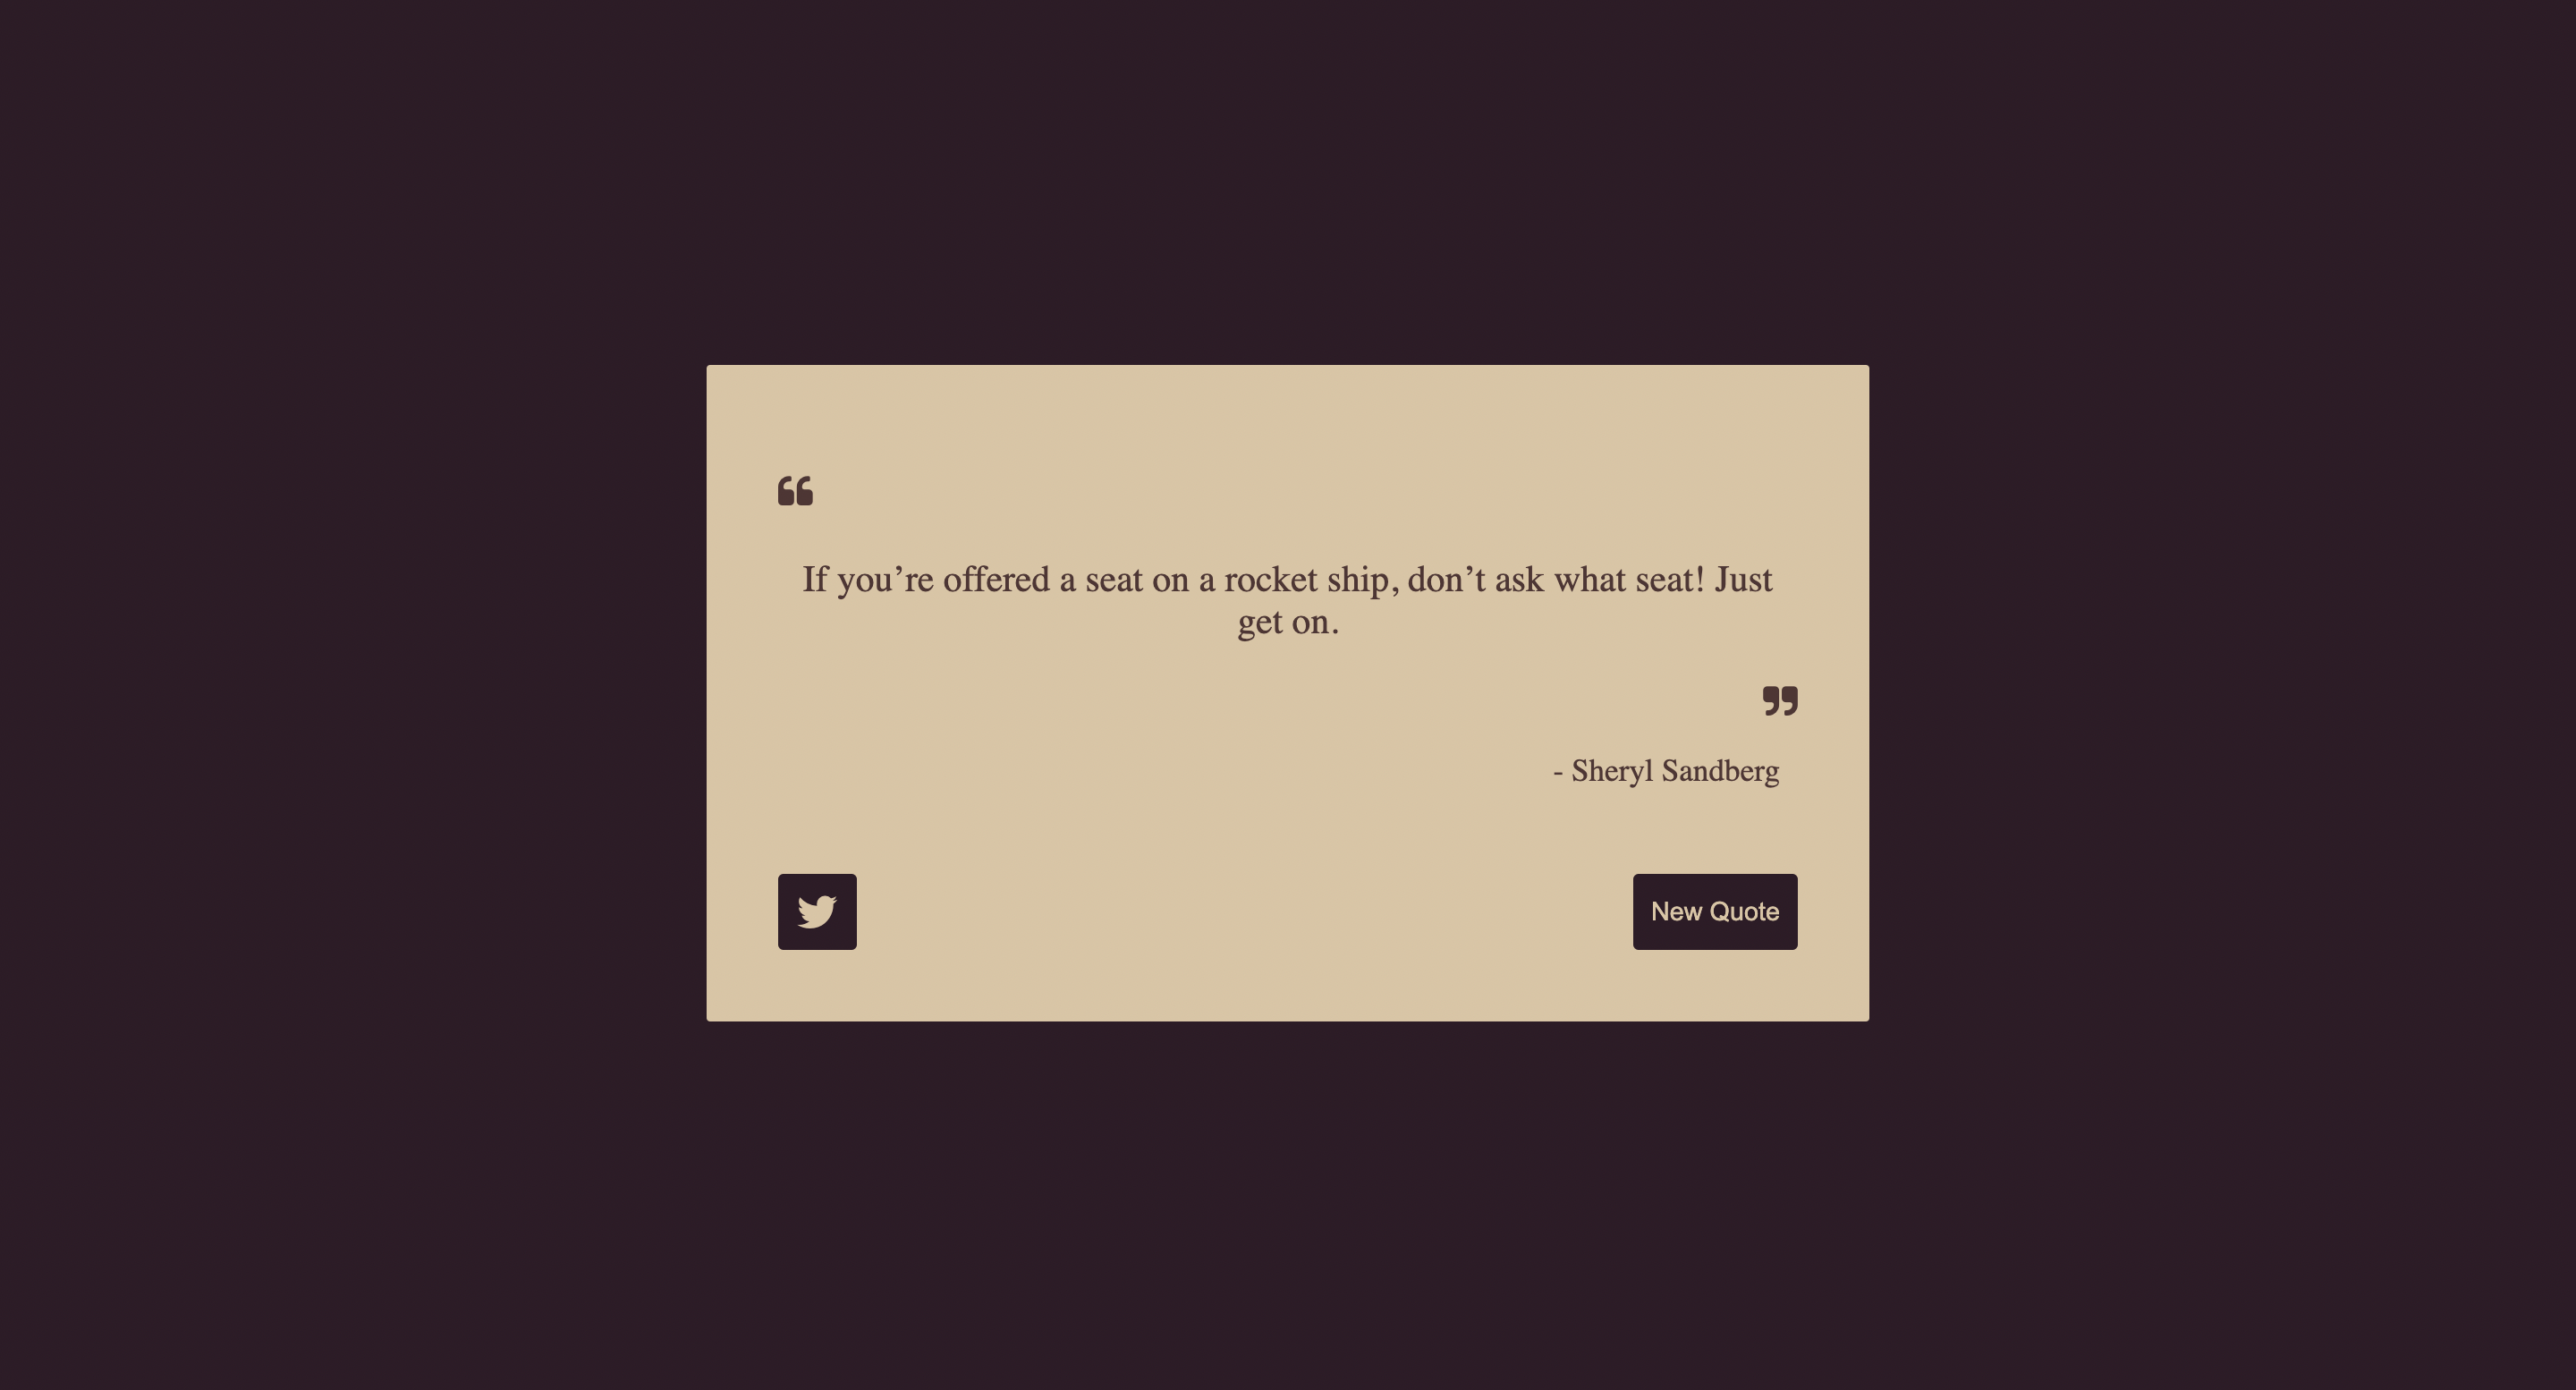 “
If you’re offered a seat on a rocket ship, don’t ask what seat! Just
get on.
”
- Sheryl Sandberg
New Quote